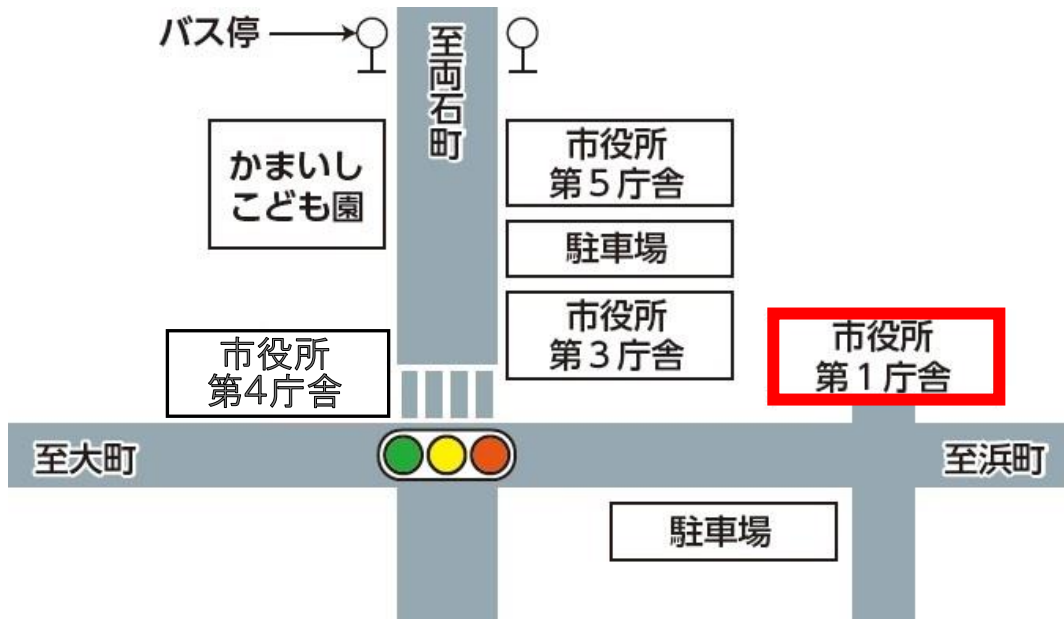 バス停
至両石町
かまいし
こども園
市役所
第5庁舎
駐車場
市役所
第3庁舎
市役所
第1庁舎
市役所
第4庁舎
至大町
至浜町
駐車場